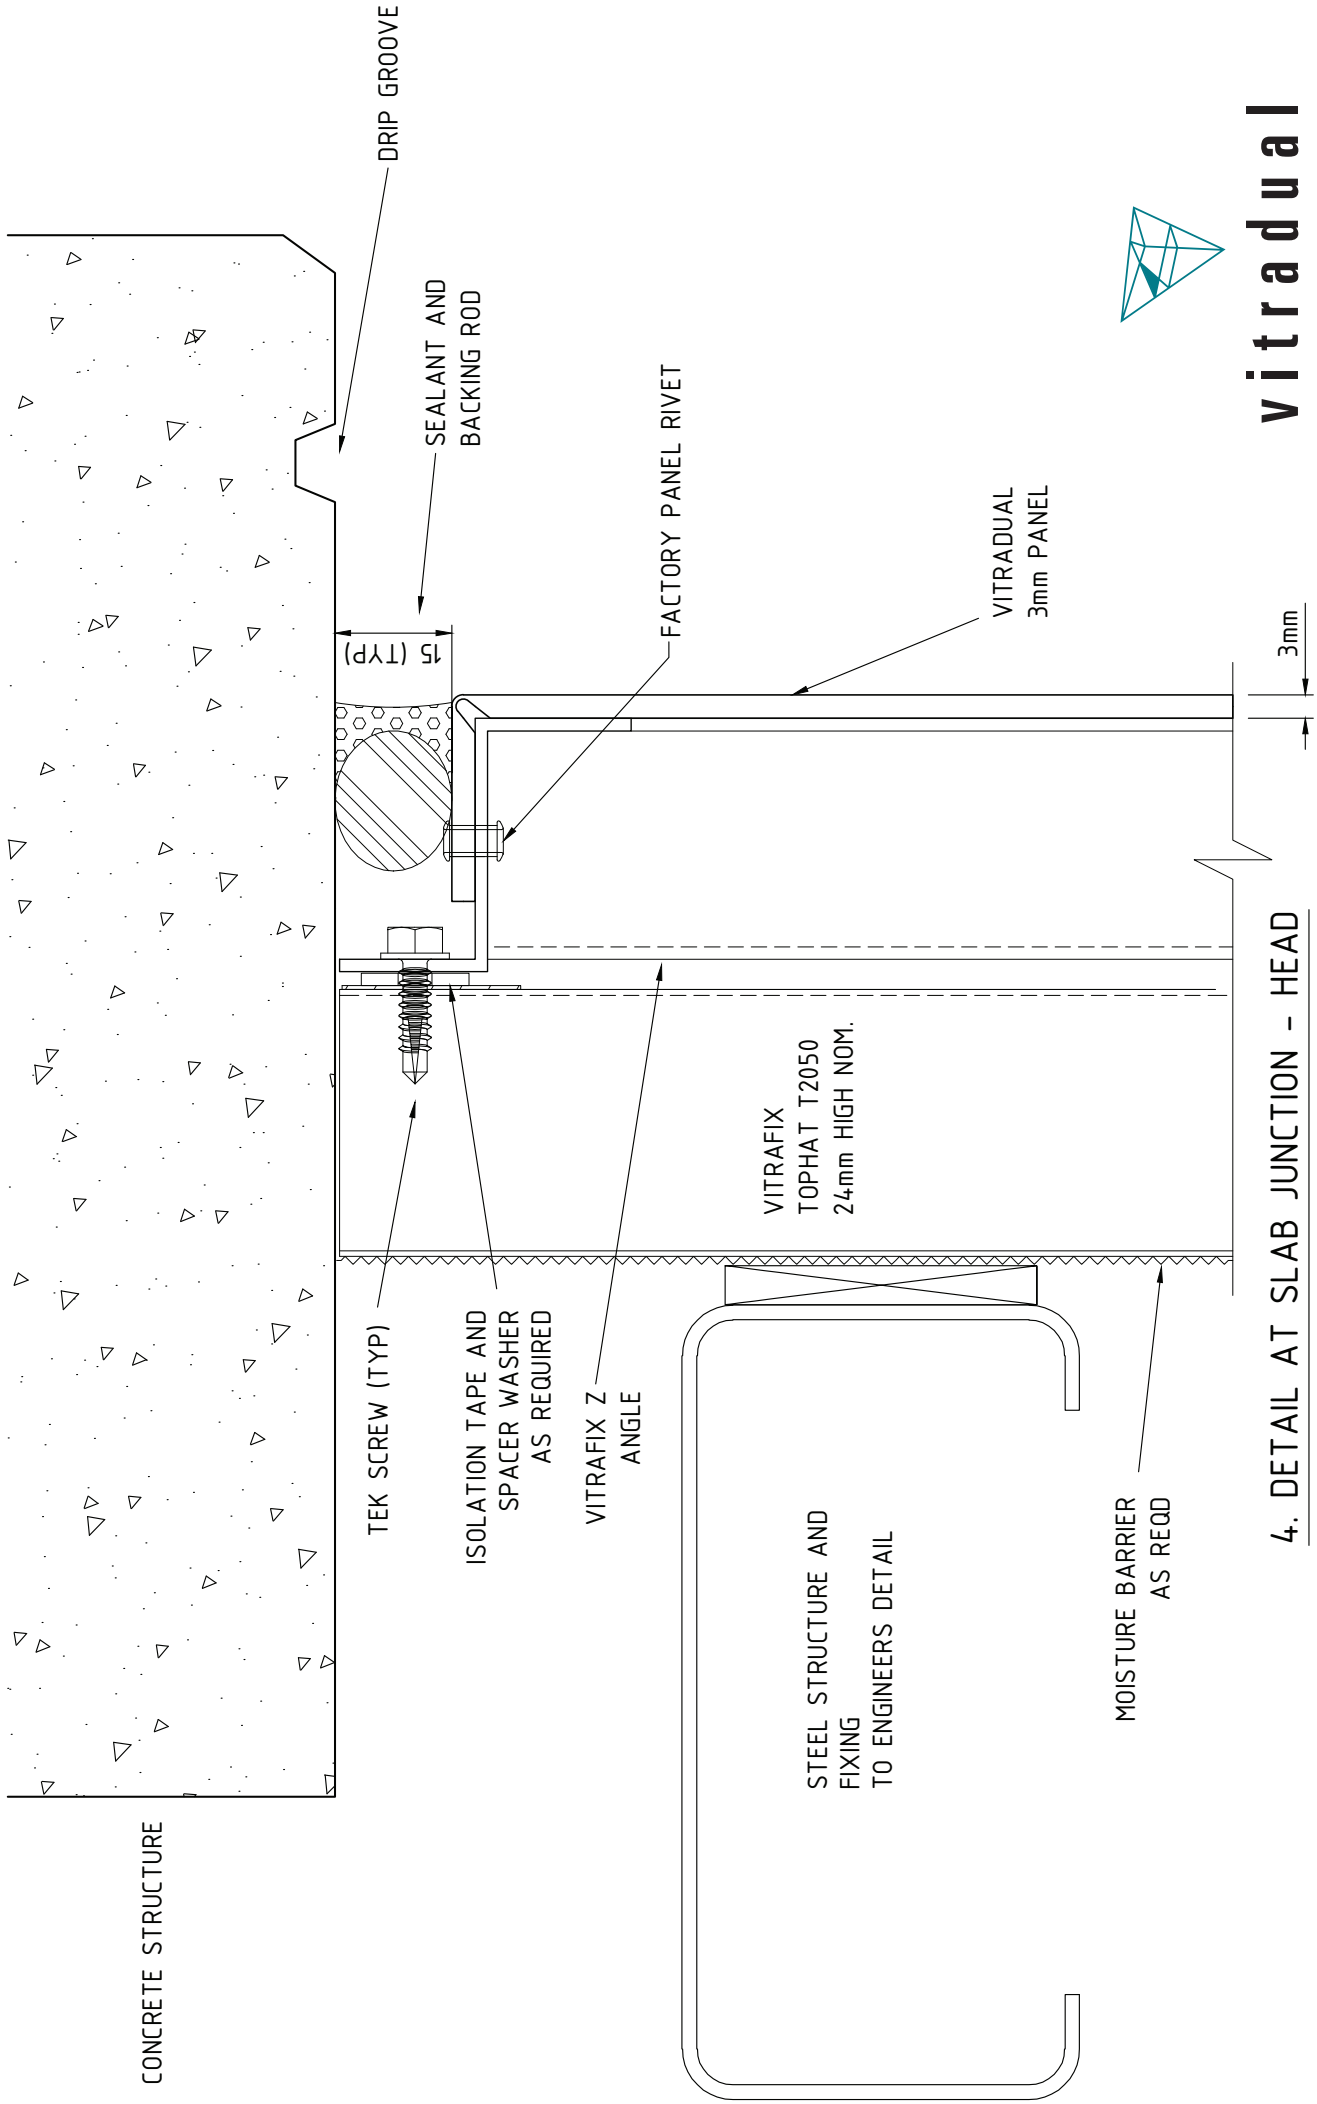 CONCRETE STRUCTURE
DRIP GROOVE
TEK SCREW (TYP)
15 (TYP)
SEALANT AND
BACKING ROD
ISOLATION TAPE AND
SPACER WASHER
AS REQUIRED
VITRAFIX Z
ANGLE
FACTORY PANEL RIVET
VITRAFIX
TOPHAT T2050
24mm HIGH NOM.
STEEL STRUCTURE AND
FIXING
TO ENGINEERS DETAIL
VITRADUAL
3mm PANEL
MOISTURE BARRIER
AS REQD
3mm
4. DETAIL AT SLAB JUNCTION - HEAD
vitradual